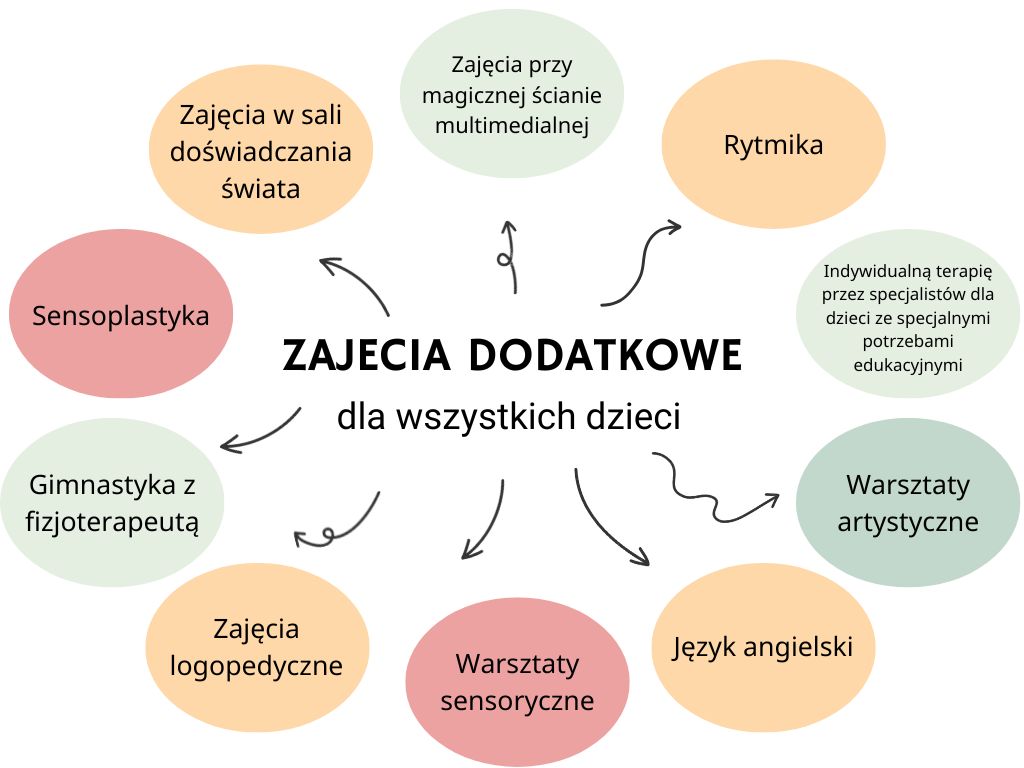 Zajęcia przy
magicznej ścianie
multimedialnej
Zajęcia w sali
doświadczania
świata
Rytmika
Sensoplastyka
Indywidualną terapię
przez specjalistów dla
dzieci ze specjalnymi
potrzebami
edukacyjnymi
ZAJECIA DODATKOWE
dla wszystkich dzieci
Gimnastyka z
fizjoterapeutą
Warsztaty
artystyczne
Zajęcia
logopedyczne
Warsztaty
sensoryczne
Język angielski